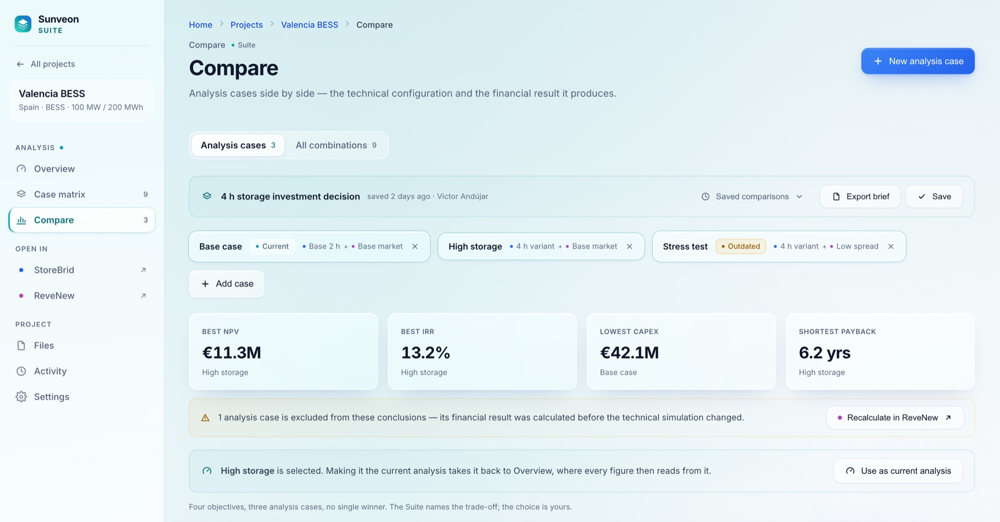 Sunveon
SUITE
All projects
Valencia BESS
Spain · BESS · 100 MW / 200 MWh
ANALYSIS
Overview
Case matrix 9
Compare 3
OPEN IN
StoreBrid
ReveNew
PROJECT
Files
Activity
Settings
Home > Projects > Valencia BESS > Compare
Compare • Suite
Compare
Analysis cases side by side — the technical configuration and the financial result it produces.
+ New analysis case
Analysis cases 3 All combinations 9
4 h storage investment decision saved 2 days ago · Victor Andújar Saved comparisons Export brief Save
Base case • Current • Base 2 h + • Base market ×
High storage • 4 h variant + • Base market ×
Stress test • Outdated • 4 h variant + • Low spread ×
+ Add case
BEST NPV
€11.3M
High storage
BEST IRR
13.2%
High storage
LOWEST CAPEX
€42.1M
Base case
SHORTEST PAYBACK
6.2 yrs
High storage
1 analysis case is excluded from these conclusions — its financial result was calculated before the technical simulation changed.
Recalculate in ReveNew
High storage is selected. Making it the current analysis takes it back to Overview, where every figure then reads from it.
Use as current analysis
Four objectives, three analysis cases, no single winner. The Suite names the trade-off; the choice is yours.